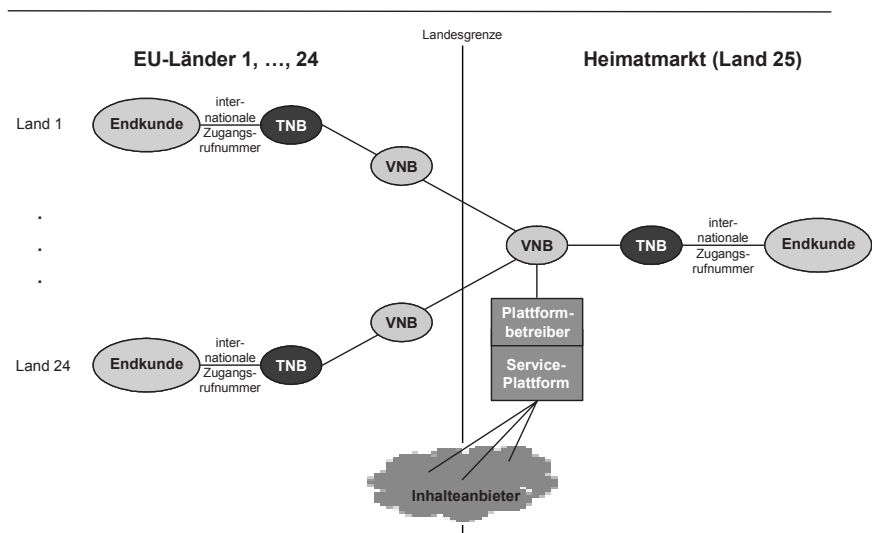 Landesgrenze
EU-Länder 1, …, 24
Heimatmarkt (Land 25)
Land 1
Endkunde
inter-
nationale
Zugangs-
rufnummer
TNB
VNB
.
.
.
VNB
TNB
inter-
nationale
Zugangs-
rufnummer
Endkunde
Plattform-
betreiber
VNB
Land 24
Endkunde
inter-
nationale
Zugangs-
rufnummer
TNB
Service-
Plattform
Inhalteanbieter